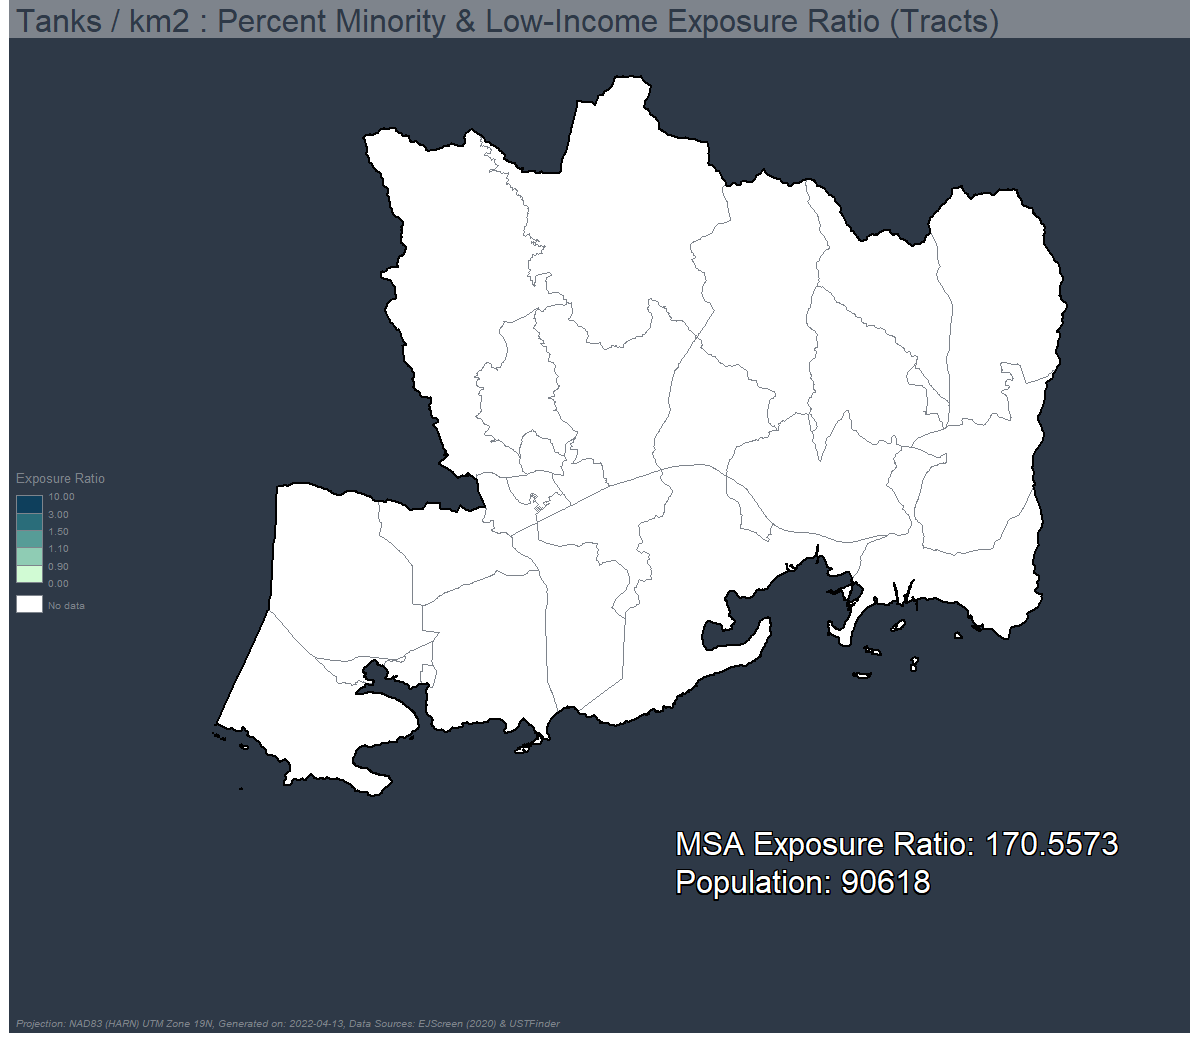 Tanks / km2 : Percent Minority & Low-Income Exposure Ratio (Tracts)
Exposure Ratio
10.00
3.00
1.50
1.10
0.90
0.00
No data
MSA Exposure Ratio: 170.5573
Population: 90618
Projection: NAD83 (HARN) UTM Zone 19N, Generated on: 2022-04-13, Data Sources: EJScreen (2020) & USTFinder